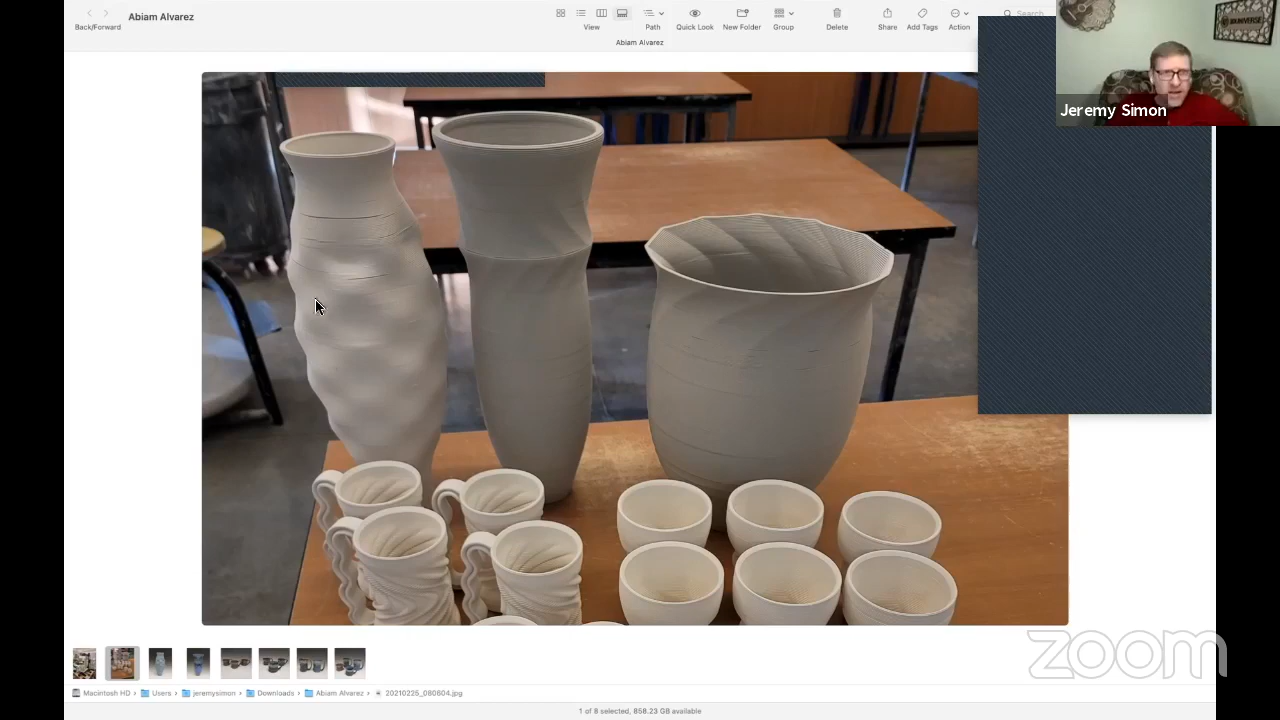 Abiam Alvarez
Back/Forward
View
Path
Quick Look
New Folder
Group
Delete
Share
Add Tags
Action
Search
Abiam Alvarez
Jeremy Simon
Macintosh HD › Users › jeremysimon › Downloads › Abiam Alvarez › 20210225_080604.jpg
1 of 8 selected, 858.23 GB available
zoom